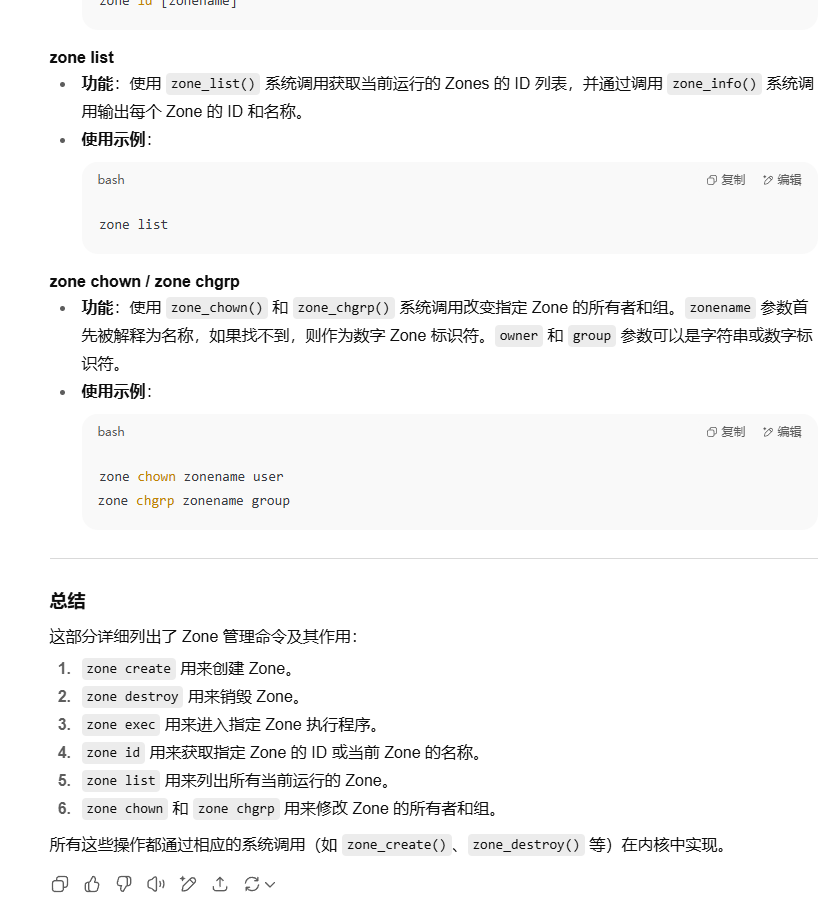 zone id [zonename]
zone list
功能：使用 zone_list() 系统调用获取当前运行的 Zones 的 ID 列表，并通过调用 zone_info() 系统调
用输出每个 Zone 的 ID 和名称。
使用示例：
bash 复制 编辑
zone list
zone chown / zone chgrp
功能：使用 zone_chown() 和 zone_chgrp() 系统调用改变指定 Zone 的所有者和组。 zonename 参数首
先被解释为名称，如果找不到，则作为数字 Zone 标识符。 owner 和 group 参数可以是字符串或数字标
识符。
使用示例：
bash 复制 编辑
zone chown zonename user
zone chgrp zonename group
总结
这部分详细列出了 Zone 管理命令及其作用：
1. zone create 用来创建 Zone。
2. zone destroy 用来销毁 Zone。
3. zone exec 用来进入指定 Zone 执行程序。
4. zone id 用来获取指定 Zone 的 ID 或当前 Zone 的名称。
5. zone list 用来列出所有当前运行的 Zone。
6. zone chown 和 zone chgrp 用来修改 Zone 的所有者和组。
所有这些操作都通过相应的系统调用（如 zone_create()、 zone_destroy() 等）在内核中实现。